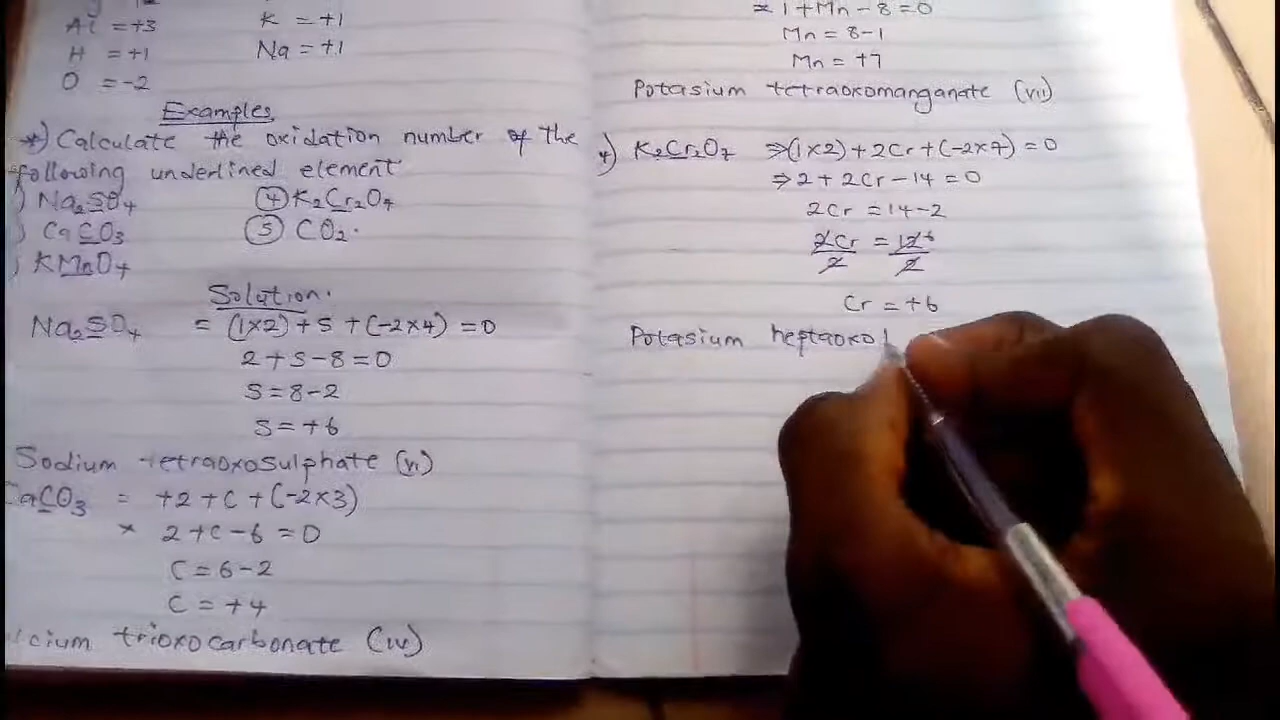 Al = +3 K = +1
H = +1 Na = +1
O = -2
Examples
*) Calculate the oxidation number of the
following underlined element
) Na2SO4 (4) K2Cr2O7
) CaCO3 (5) CO2.
) KMnO4
Solution.
Na2SO4 = (1×2) + S + (-2×4) = 0
2 + S - 8 = 0
S = 8 - 2
S = +6
Sodium tetraoxosulphate (vi)
CaCO3 = +2 + C + (-2×3)
× 2 + C - 6 = 0
C = 6 - 2
C = +4
lcium trioxocarbonate (iv)
1 + Mn - 8 = 0
Mn = 8 - 1
Mn = +7
Potasium tetraoxomanganate (vii)
4) K2Cr2O7 ⇒ (1×2) + 2Cr + (-2×7) = 0
⇒ 2 + 2Cr - 14 = 0
2Cr = 14 - 2
2Cr = 12 6
2 2
Cr = +6
Potasium heptaoxo